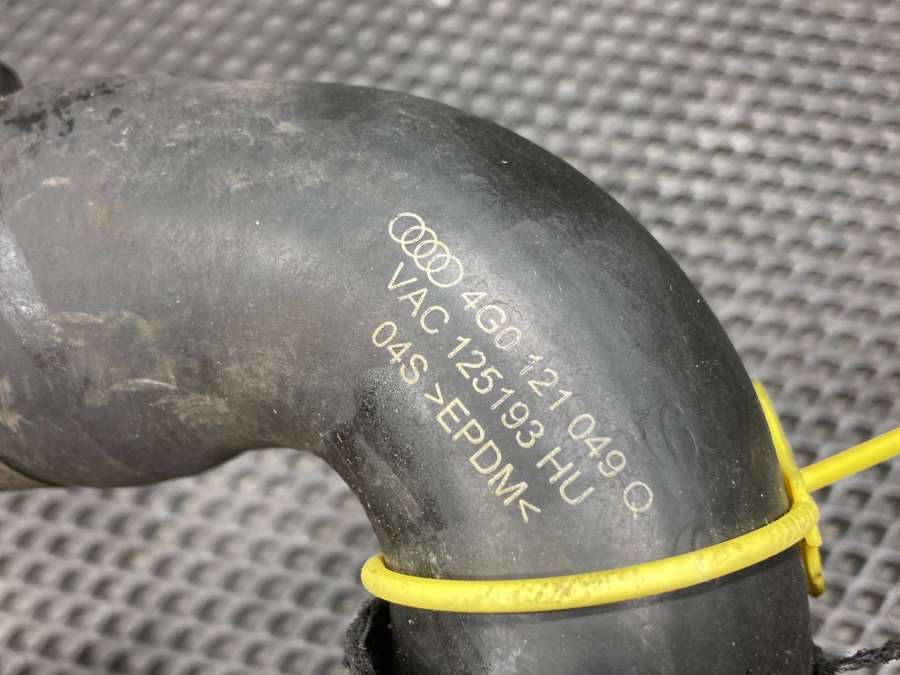 4G0 121 049 Q
VAC 125193 HU
04S >EPDM<